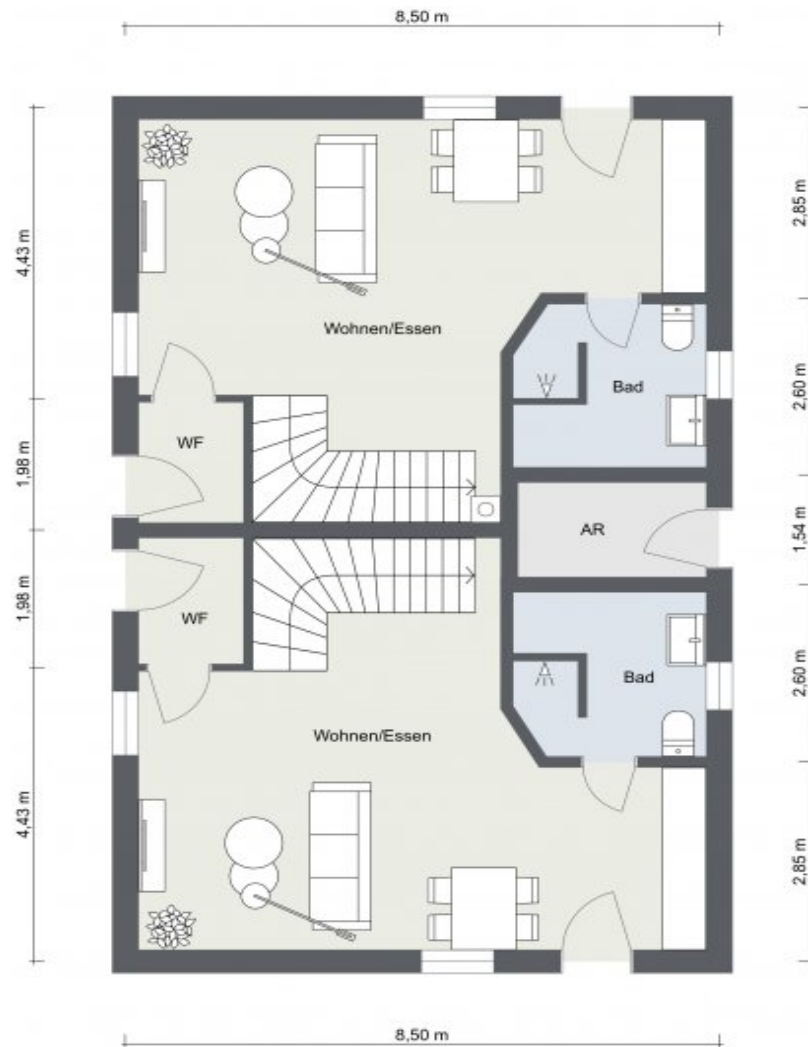 8,50 m
2,85 m
4,43 m
Wohnen/Essen
Bad
2,60 m
WF
1,98 m
AR
1,54 m
1,98 m
WF
Bad
2,60 m
Wohnen/Essen
4,43 m
2,85 m
8,50 m